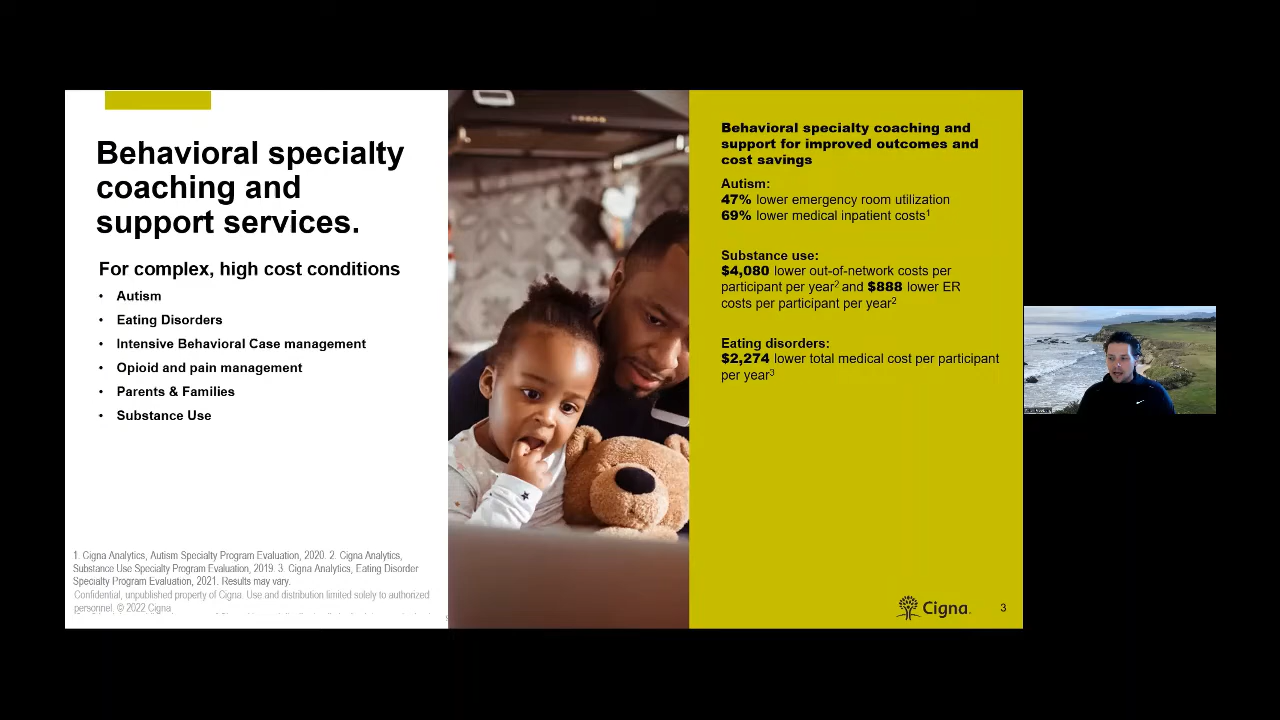 Behavioral specialty
coaching and
support services.
For complex, high cost conditions
• Autism
• Eating Disorders
• Intensive Behavioral Case management
• Opioid and pain management
• Parents & Families
• Substance Use
1. Cigna Analytics, Autism Specialty Program Evaluation, 2020. 2. Cigna Analytics,
Substance Use Specialty Program Evaluation, 2019. 3. Cigna Analytics, Eating Disorder
Specialty Program Evaluation, 2021. Results may vary.
Confidential, unpublished property of Cigna. Use and distribution limited solely to authorized
personnel. © 2022 Cigna
Behavioral specialty coaching and
support for improved outcomes and
cost savings
Autism:
47% lower emergency room utilization
69% lower medical inpatient costs1
Substance use:
$4,080 lower out-of-network costs per
participant per year2 and $888 lower ER
costs per participant per year2
Eating disorders:
$2,274 lower total medical cost per participant
per year3
Cigna.
3